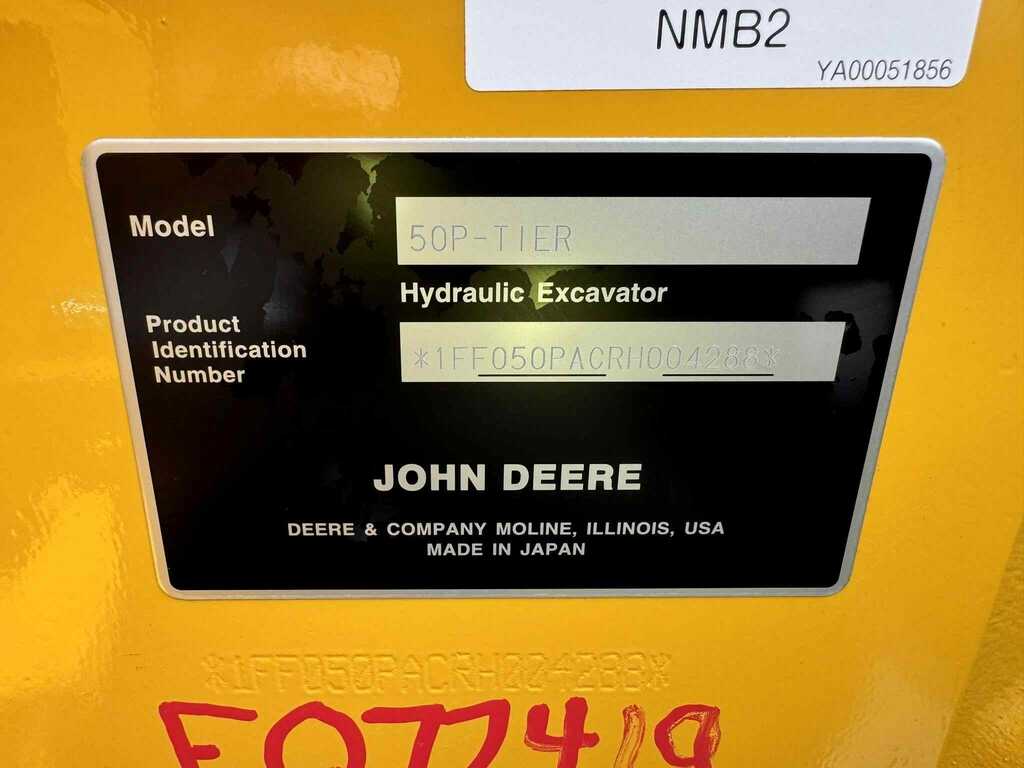 NMB2
YA00051856
Model
50P-TIER
Hydraulic Excavator
Product
Identification
Number
*1FF050PACRH004288*
JOHN DEERE
DEERE & COMPANY MOLINE, ILLINOIS, USA
MADE IN JAPAN
*1FF050PACRH004288*